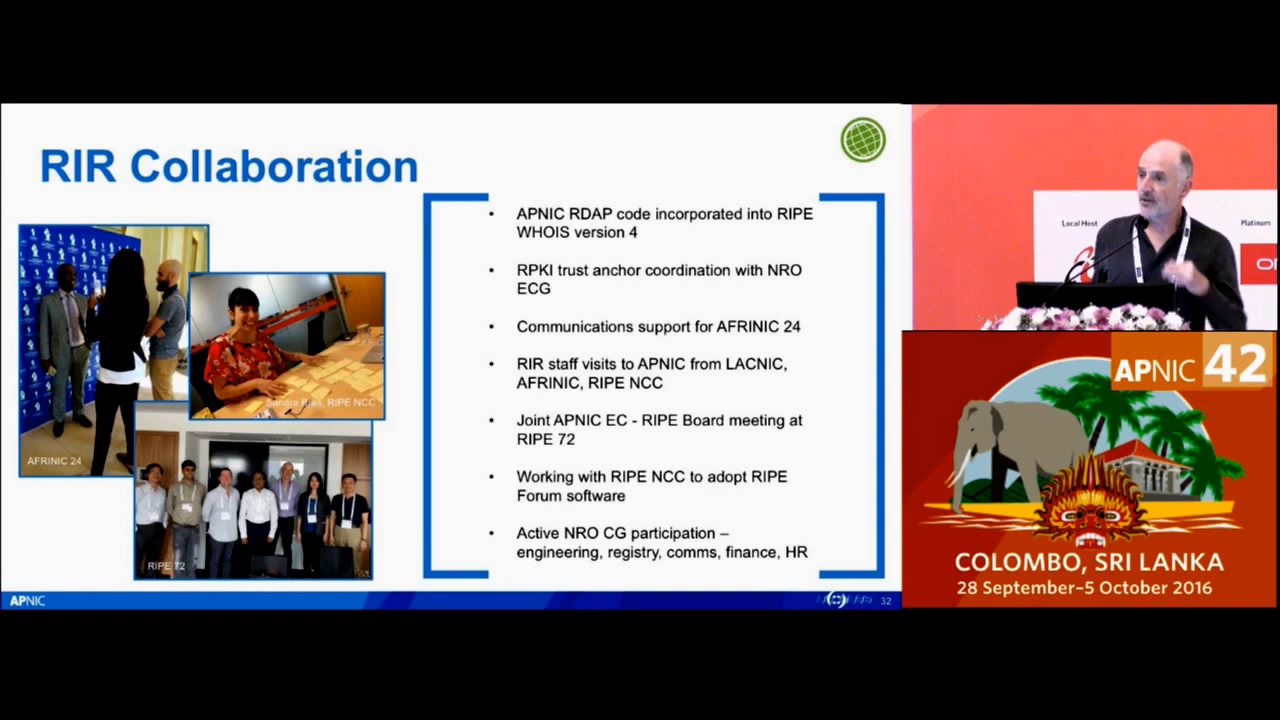 RIR Collaboration
• APNIC RDAP code incorporated into RIPE
WHOIS version 4
• RPKI trust anchor coordination with NRO
ECG
• Communications support for AFRINIC 24
• RIR staff visits to APNIC from LACNIC,
AFRINIC, RIPE NCC
• Joint APNIC EC - RIPE Board meeting at
RIPE 72
• Working with RIPE NCC to adopt RIPE
Forum software
• Active NRO CG participation –
engineering, registry, comms, finance, HR
AFRINIC 24
Sandra Brás, RIPE NCC
RIPE 72
APNIC
32
Local Host
Platinum
APNIC 42
COLOMBO, SRI LANKA
28 September–5 October 2016